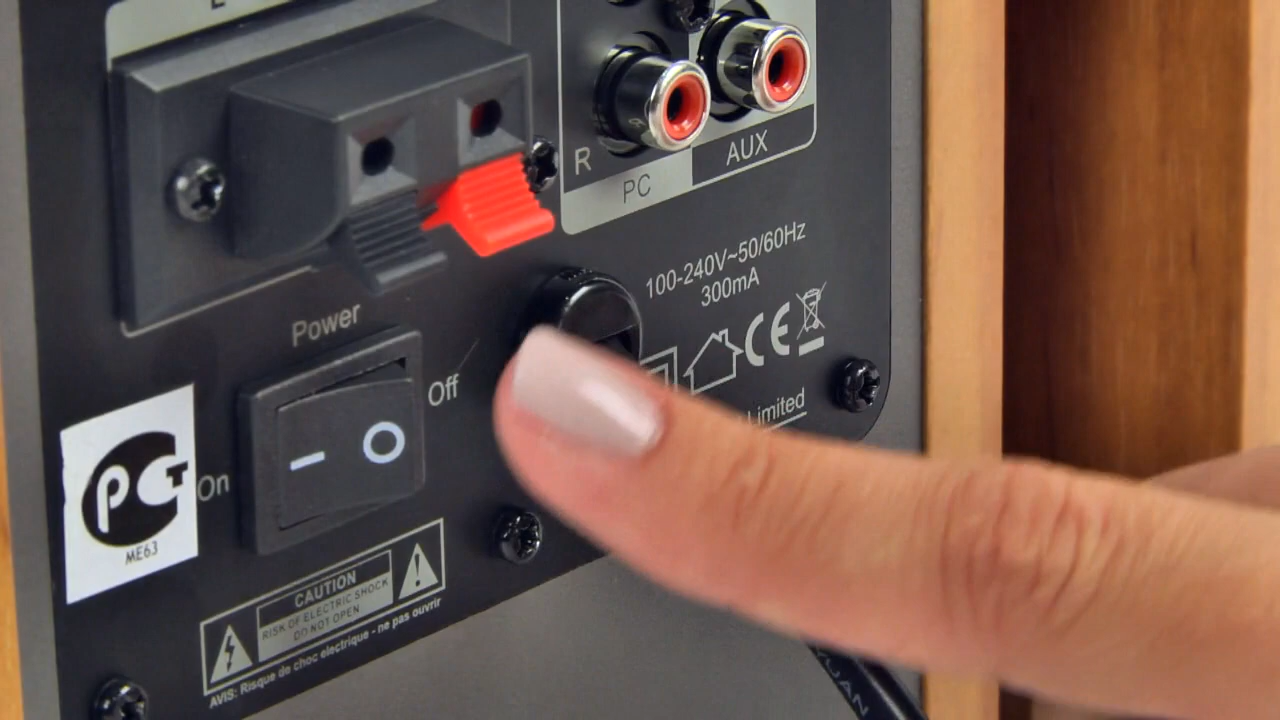 L
R
PC
AUX
100-240V~50/60Hz
300mA
Power
Off
On
CE
Limited
PCT
ME63
CAUTION
RISK OF ELECTRIC SHOCK
DO NOT OPEN
AVIS: Risque de choc electrique - ne pas ouvrir